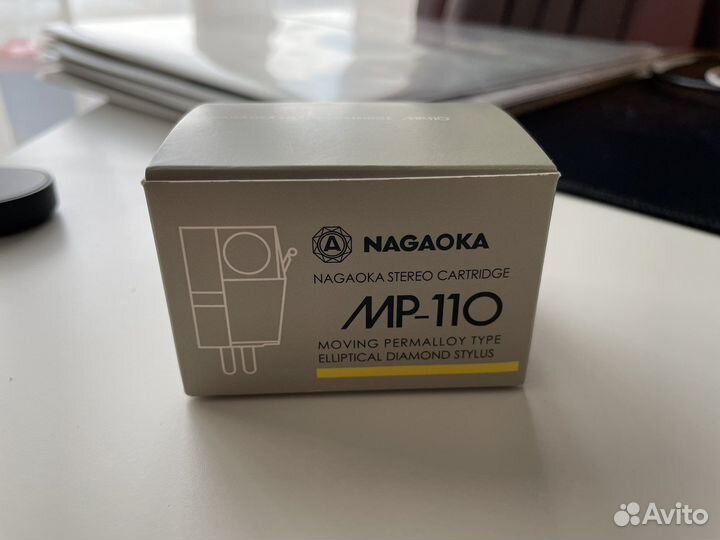 A NAGAOKA
NAGAOKA STEREO CARTRIDGE
MP-110
MOVING PERMALLOY TYPE
ELLIPTICAL DIAMOND STYLUS
Avito